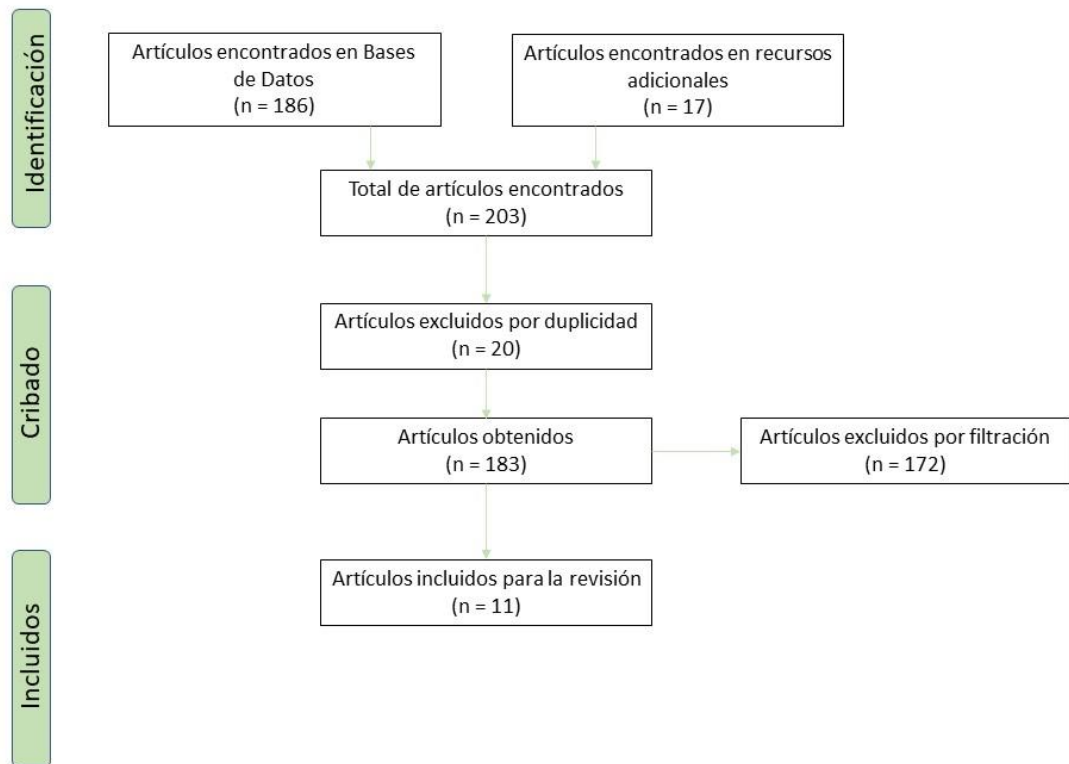 Identificación
Artículos encontrados en Bases
de Datos
(n = 186)
Artículos encontrados en recursos
adicionales
(n = 17)
Total de artículos encontrados
(n = 203)
Cribado
Artículos excluidos por duplicidad
(n = 20)
Artículos obtenidos
(n = 183)
Artículos excluidos por filtración
(n = 172)
Incluidos
Artículos incluidos para la revisión
(n = 11)